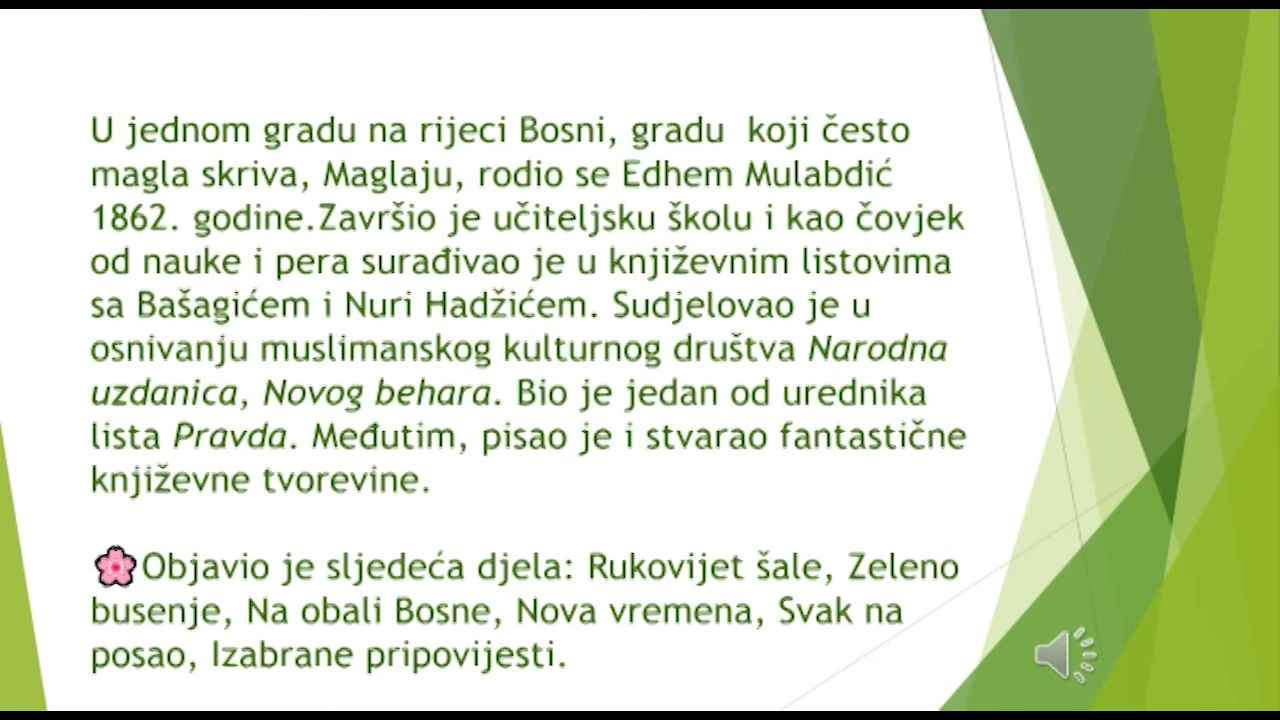 U jednom gradu na rijeci Bosni, gradu  koji često
magla skriva, Maglaju, rodio se Edhem Mulabdić
1862. godine.Završio je učiteljsku školu i kao čovjek
od nauke i pera surađivao je u književnim listovima
sa Bašagićem i Nuri Hadžićem. Sudjelovao je u
osnivanju muslimanskog kulturnog društva Narodna
uzdanica, Novog behara. Bio je jedan od urednika
lista Pravda. Međutim, pisao je i stvarao fantastične
književne tvorevine.
🌸Objavio je sljedeća djela: Rukovijet šale, Zeleno
busenje, Na obali Bosne, Nova vremena, Svak na
posao, Izabrane pripovijesti.